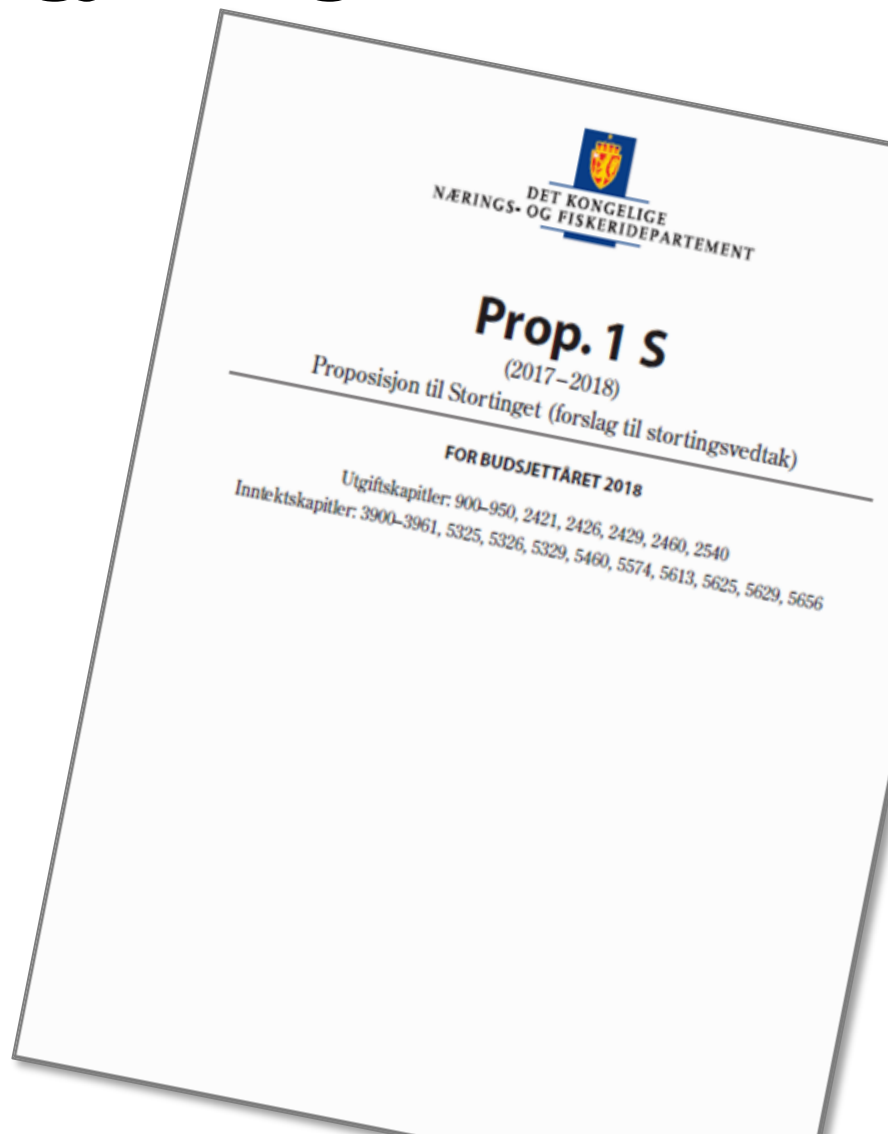 DET KONGELIGE
NÆRINGS- OG FISKERIDEPARTEMENT
Prop. 1 S
(2017–2018)
Proposisjon til Stortinget (forslag til stortingsvedtak)
FOR BUDSJETTÅRET 2018
Utgiftskapitler: 900–950, 2421, 2426, 2429, 2460, 2540
Inntektskapitler: 3900–3961, 5325, 5326, 5329, 5460, 5574, 5613, 5625, 5629, 5656